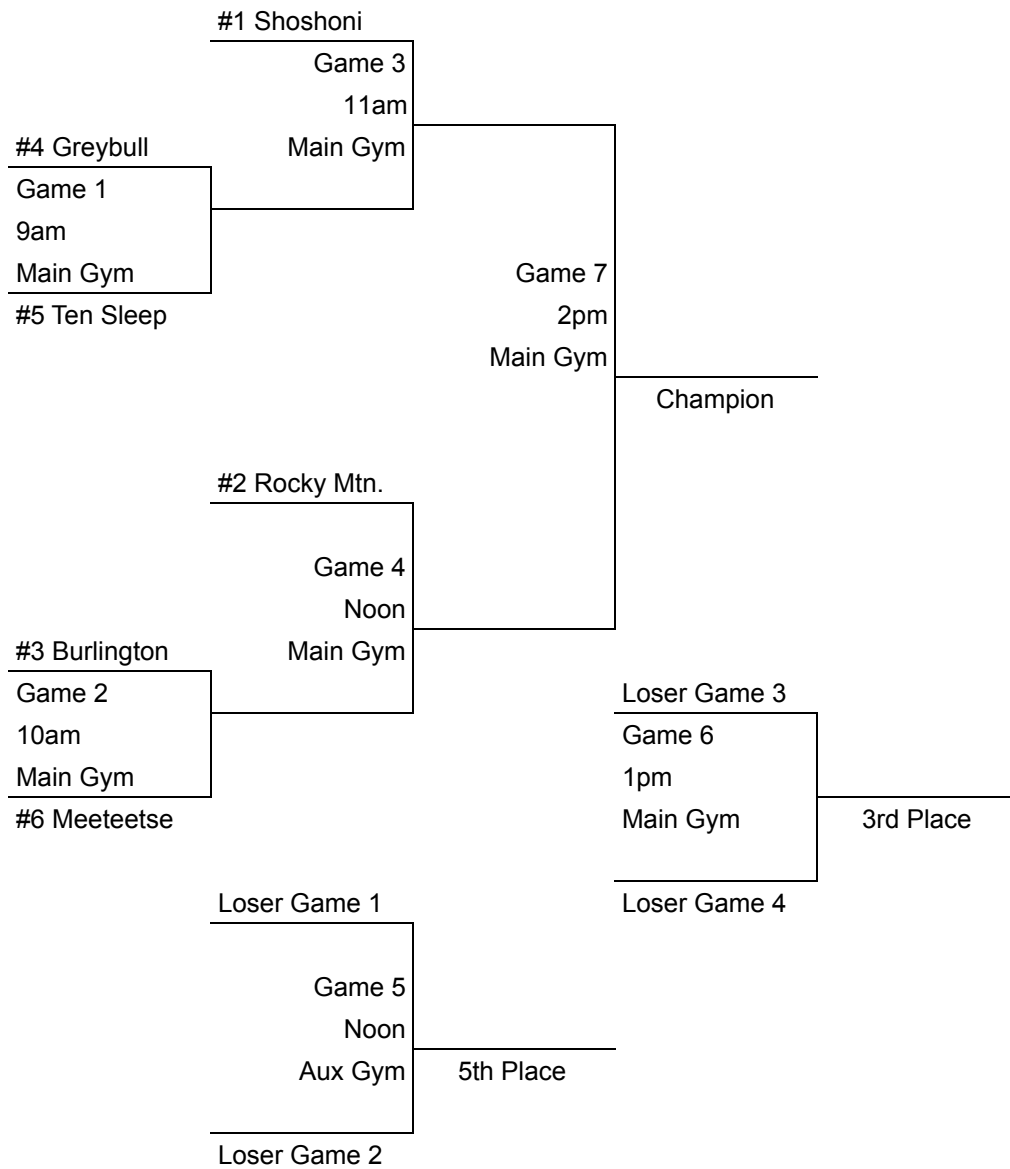 #1 Shoshoni
Game 3
11am
Main Gym
#4 Greybull
Game 1
9am
Main Gym
#5 Ten Sleep
Game 7
2pm
Main Gym
Champion
#2 Rocky Mtn.
Game 4
Noon
Main Gym
#3 Burlington
Game 2
10am
Main Gym
#6 Meeteetse
Loser Game 3
Game 6
1pm
Main Gym
3rd Place
Loser Game 4
Loser Game 1
Game 5
Noon
Aux Gym
5th Place
Loser Game 2